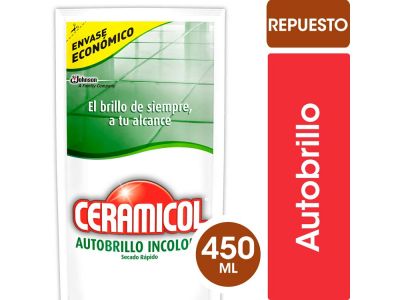 ENVASE
ECONÓMICO
Johnson
A Family Company
El brillo de siempre,
a tu alcance
CERAMICOL
AUTOBRILLO INCOLO
Secado Rápido
450
ML
REPUESTO
Autobrillo